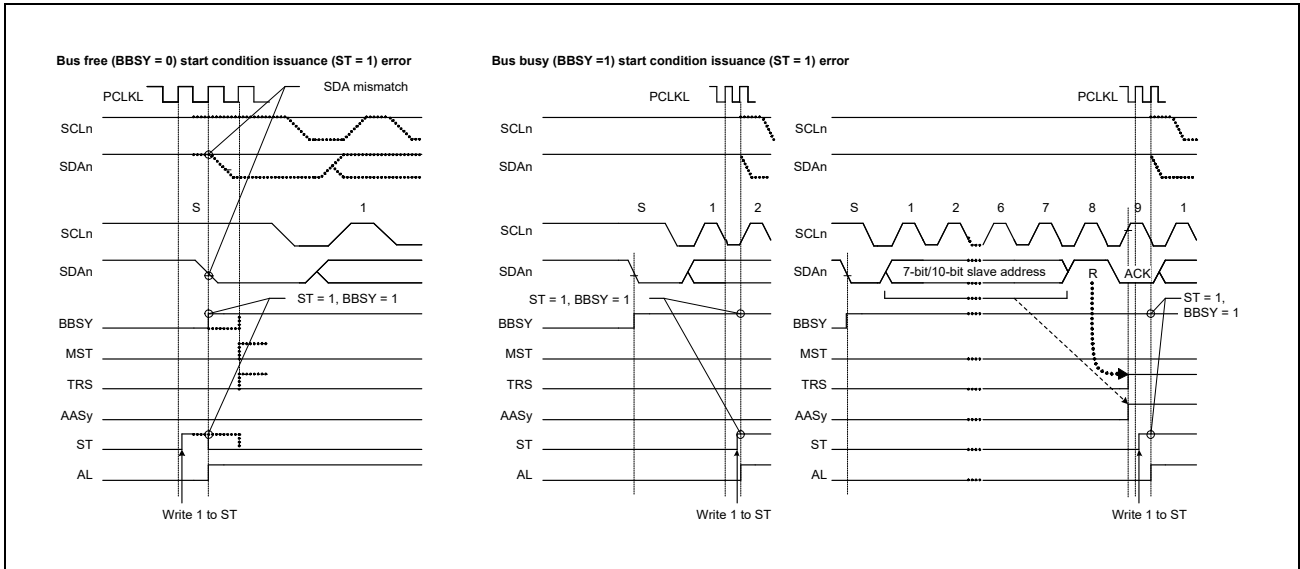 Bus free (BBSY = 0) start condition issuance (ST = 1) error
PCLKL
SDA mismatch
SCLn
SDAn
S 1
SCLn
SDAn
ST = 1, BBSY = 1
BBSY
MST
TRS
AASy
ST
AL
Write 1 to ST
Bus busy (BBSY =1) start condition issuance (ST = 1) error
PCLKL
SCLn
SDAn
S 1 2
SCLn
SDAn
ST = 1, BBSY = 1
BBSY
MST
TRS
AASy
ST
AL
Write 1 to ST
PCLKL
SCLn
SDAn
S 1 2 6 7 8 9 1
SCLn
SDAn 7-bit/10-bit slave address R ACK
ST = 1,
BBSY = 1
BBSY
MST
TRS
AASy
ST
AL
Write 1 to ST